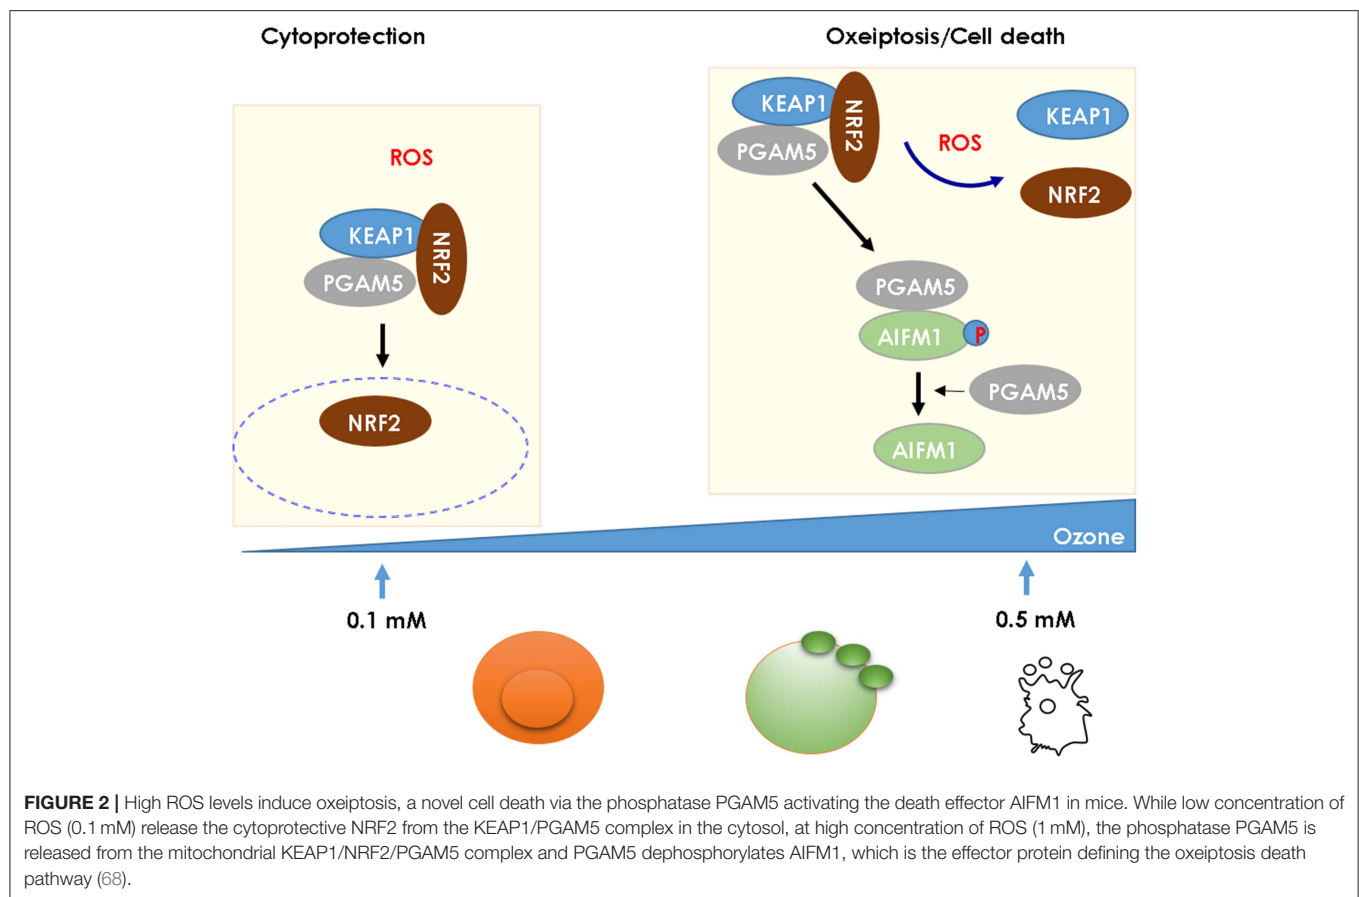 Cytoprotection
Oxeiptosis/Cell death
ROS
KEAP1
NRF2
PGAM5
NRF2
KEAP1
NRF2
PGAM5
ROS
KEAP1
NRF2
PGAM5
AIFM1
P
PGAM5
AIFM1
Ozone
0.1 mM
0.5 mM
FIGURE 2 | High ROS levels induce oxeiptosis, a novel cell death via the phosphatase PGAM5 activating the death effector AIFM1 in mice. While low concentration of
ROS (0.1 mM) release the cytoprotective NRF2 from the KEAP1/PGAM5 complex in the cytosol, at high concentration of ROS (1 mM), the phosphatase PGAM5 is
released from the mitochondrial KEAP1/NRF2/PGAM5 complex and PGAM5 dephosphorylates AIFM1, which is the effector protein defining the oxeiptosis death
pathway (68).